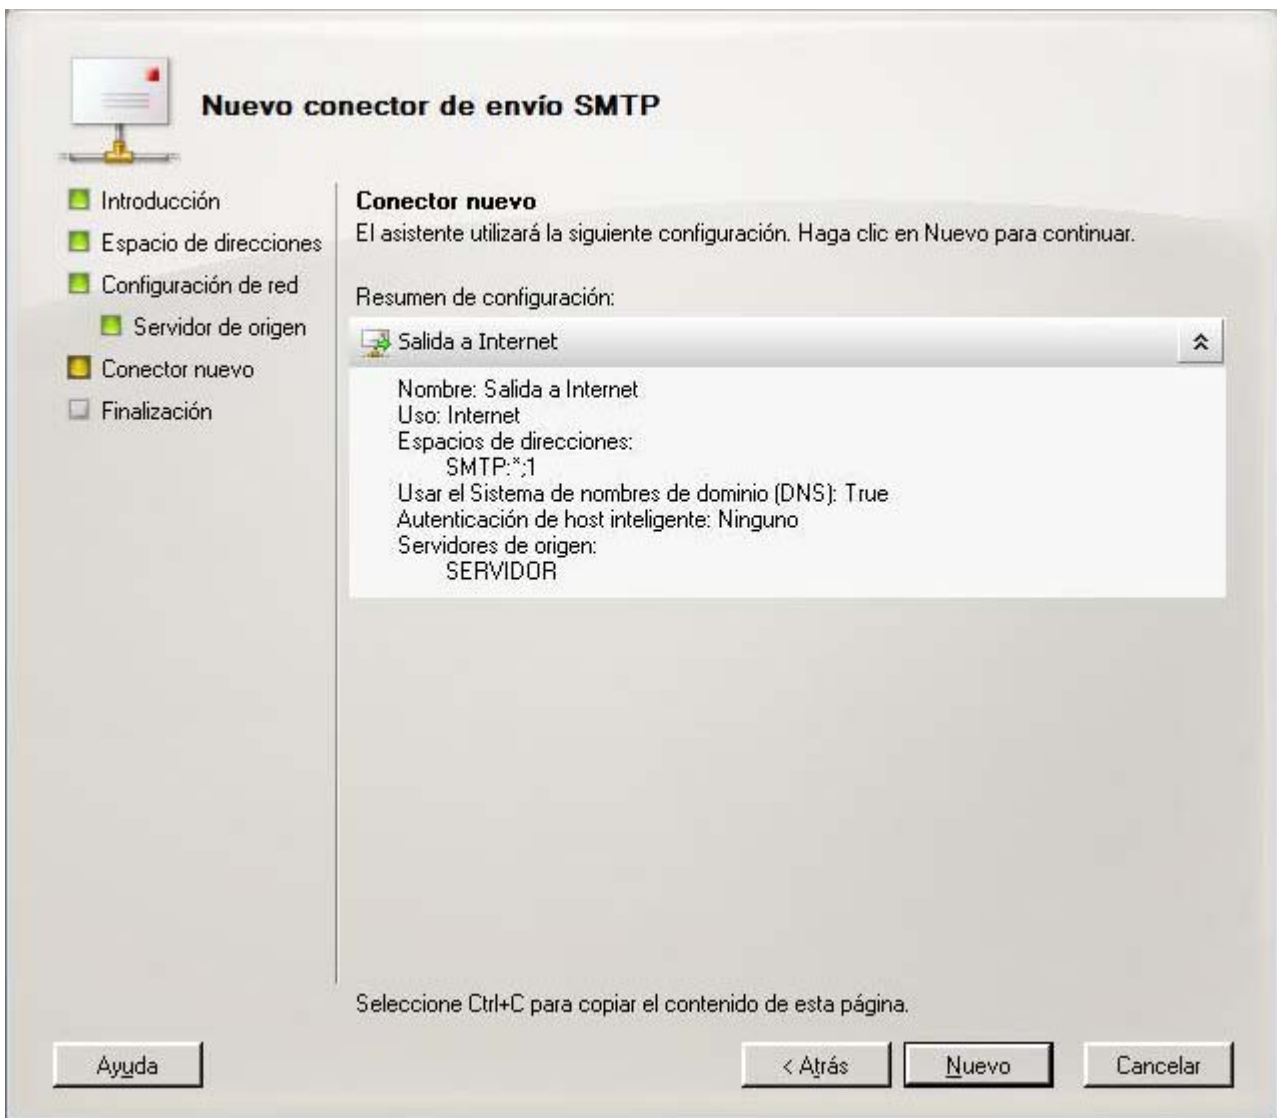 Nuevo conector de envío SMTP
Introducción
Espacio de direcciones
Configuración de red
Servidor de origen
Conector nuevo
Finalización
Conector nuevo
El asistente utilizará la siguiente configuración. Haga clic en Nuevo para continuar.
Resumen de configuración:
Salida a Internet
Nombre: Salida a Internet
Uso: Internet
Espacios de direcciones:
SMTP:*;1
Usar el Sistema de nombres de dominio (DNS): True
Autenticación de host inteligente: Ninguno
Servidores de origen:
SERVIDOR
Seleccione Ctrl+C para copiar el contenido de esta página.
Ayuda
< Atrás
Nuevo
Cancelar